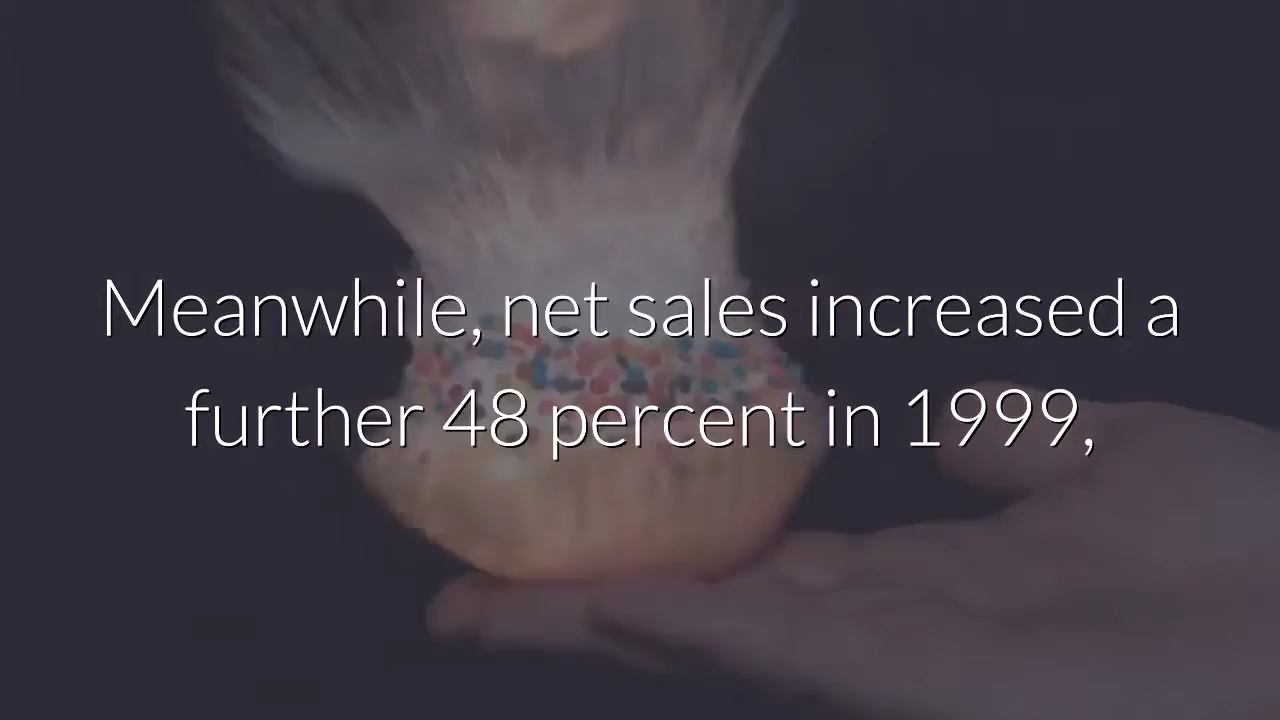 Meanwhile, net sales increased a
further 48 percent in 1999,